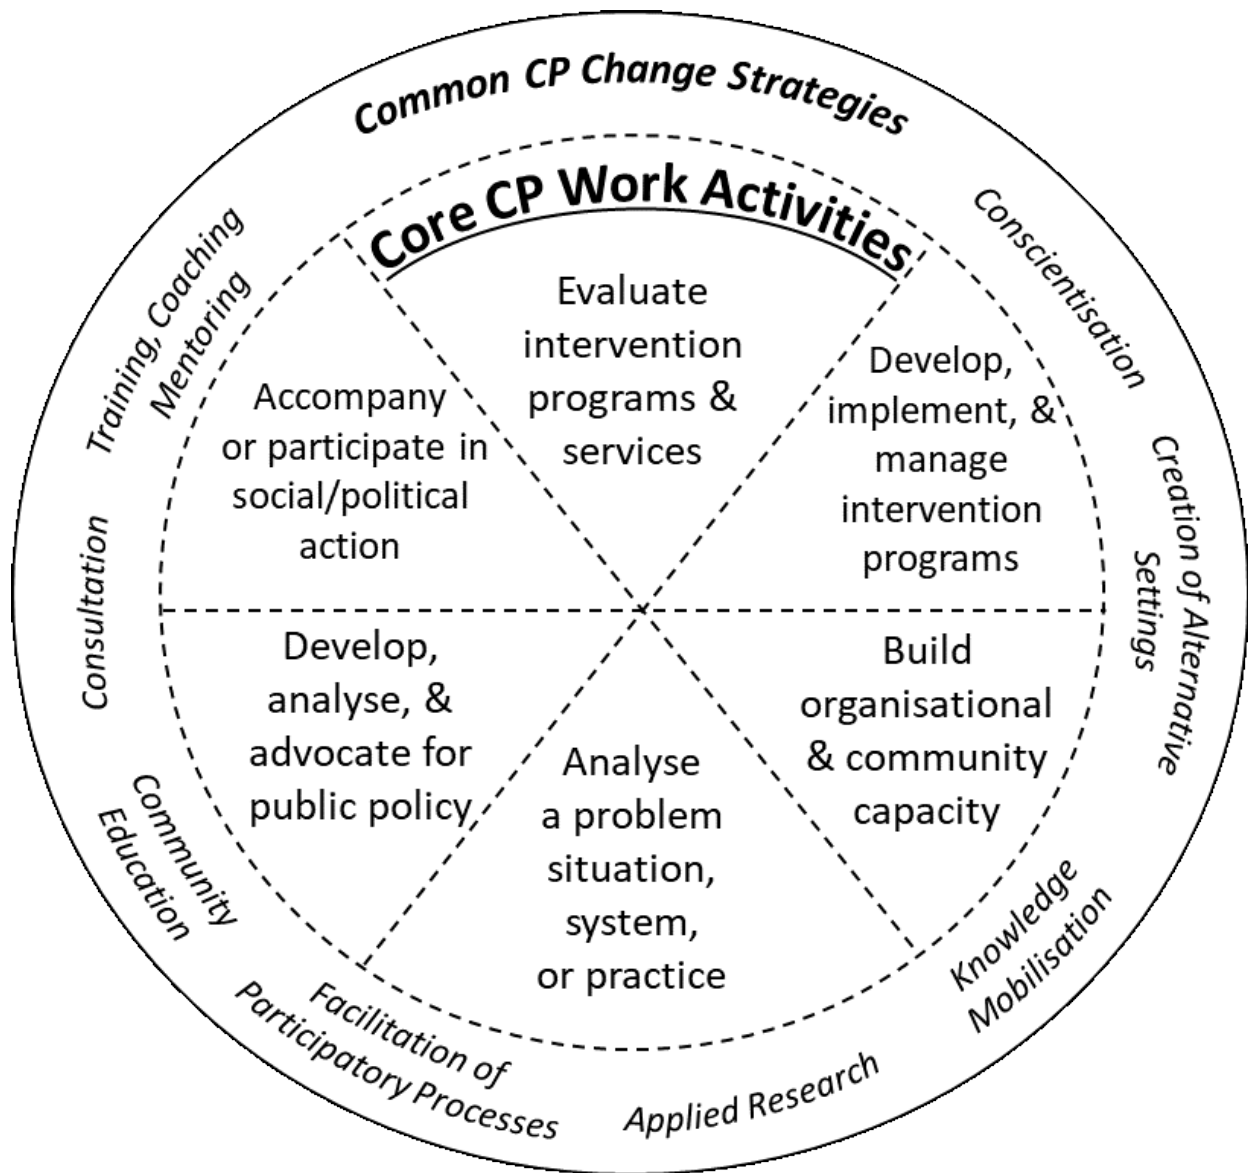 Common CP Change Strategies
Core CP Work Activities
Evaluate
intervention
programs &
services
Develop,
implement, &
manage
intervention
programs
Build
organisational
& community
capacity
Analyse
a problem
situation,
system,
or practice
Develop,
analyse, &
advocate for
public policy
Accompany
or participate in
social/political
action
Conscientisation
Creation of Alternative
Settings
Knowledge
Mobilisation
Applied Research
Facilitation of
Participatory Processes
Community
Education
Consultation
Training, Coaching
Mentoring